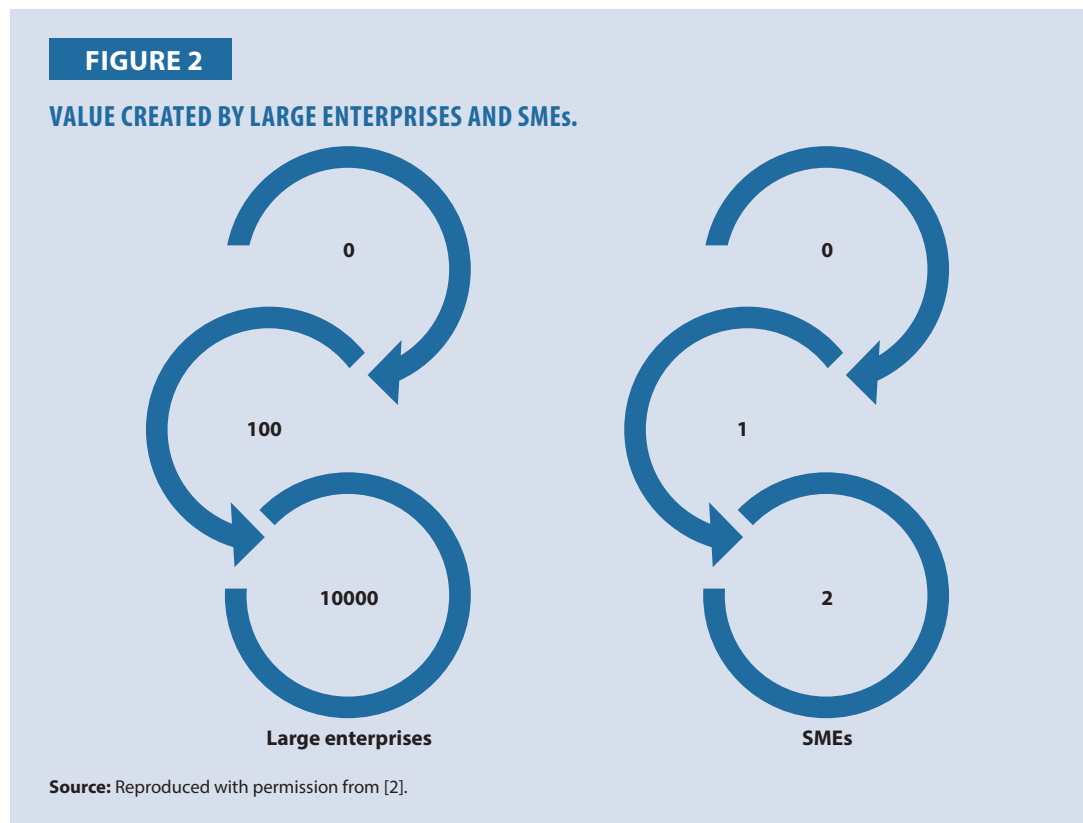 FIGURE 2
VALUE CREATED BY LARGE ENTERPRISES AND SMEs.
0
100
10000
Large enterprises
0
1
2
SMEs
Source: Reproduced with permission from [2].